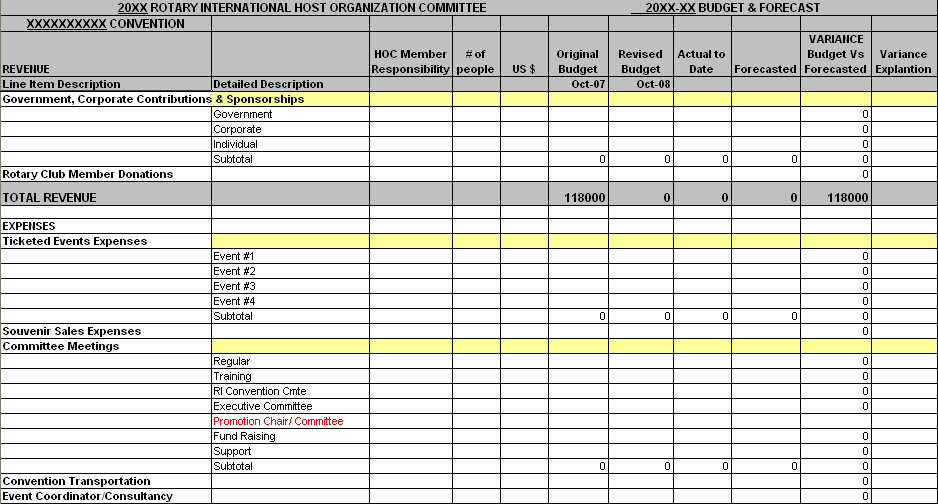 20XX ROTARY INTERNATIONAL HOST ORGANIZATION COMMITTEE 20XX-XX BUDGET & FORECAST
XXXXXXXXXX CONVENTION
REVENUE HOC Member Responsibility # of people US $ Original Budget Revised Budget Actual to Date Forecasted VARIANCE Budget Vs Forecasted Variance Explantion
Line Item Description Detailed Description Oct-07 Oct-08
Government, Corporate Contributions & Sponsorships
Government 0
Corporate 0
Individual 0
Subtotal 0 0 0 0 0
Rotary Club Member Donations 0
TOTAL REVENUE 118000 0 0 0 118000
EXPENSES
Ticketed Events Expenses
Event #1 0
Event #2 0
Event #3 0
Event #4 0
Subtotal 0 0 0 0 0
Souvenir Sales Expenses 0
Committee Meetings
Regular 0
Training 0
RI Convention Cmte 0
Executive Committee 0
Promotion Chair/ Committee
Fund Raising 0
Support 0
Subtotal 0 0 0 0 0
Convention Transportation 0
Event Coordinator/Consultancy 0